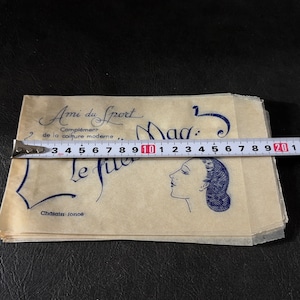 Ami du Sport
Complément
de la coiffure moderne
Mag
3 4 5 6 7 8 9 10 1 2 3 4 5 6 7 8 9 20 1
le filet